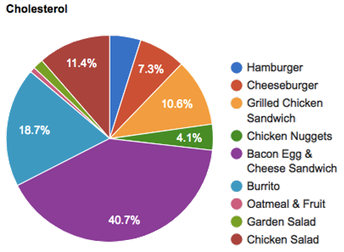 Cholesterol
11.4%
7.3%
10.6%
4.1%
40.7%
18.7%
Hamburger
Cheeseburger
Grilled Chicken
Sandwich
Chicken Nuggets
Bacon Egg &
Cheese Sandwich
Burrito
Oatmeal & Fruit
Garden Salad
Chicken Salad